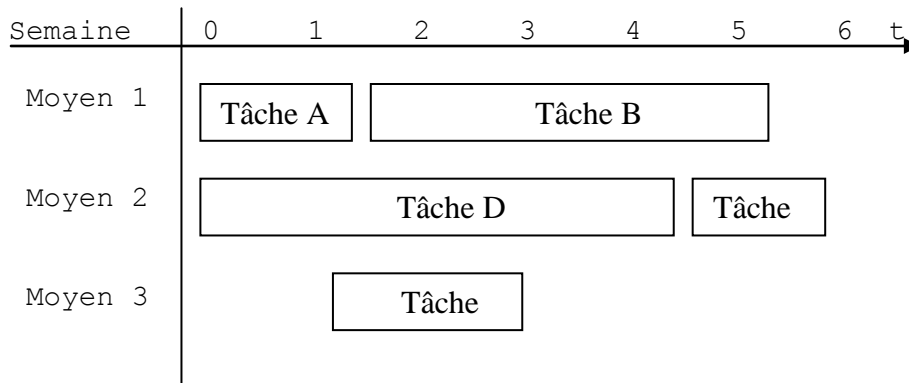 Semaine 0 1 2 3 4 5 6 t
Moyen 1 Tâche A Tâche B
Moyen 2 Tâche D Tâche
Moyen 3 Tâche